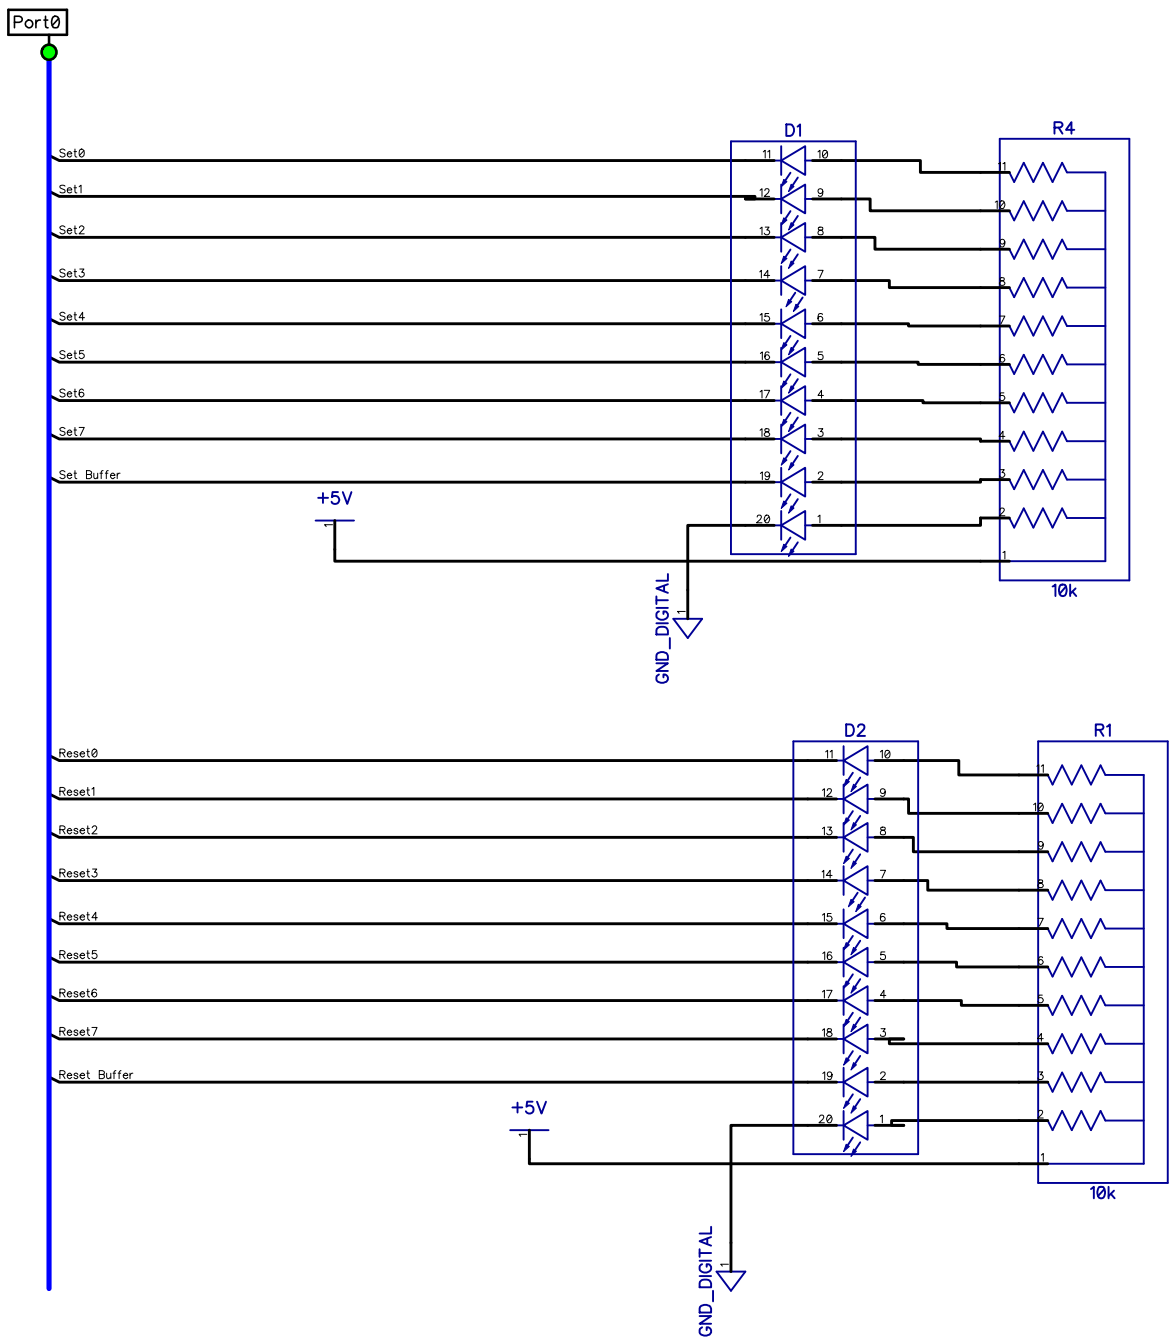 Port0
D1
R4
Set0
11
10
11
Set1
12
9
10
Set2
13
8
9
Set3
14
7
8
Set4
15
6
7
Set5
16
5
6
Set6
17
4
5
Set7
18
3
4
Set Buffer
19
2
3
+5V
1
20
1
2
1
10k
GND_DIGITAL
1
D2
R1
Reset0
11
10
11
Reset1
12
9
10
Reset2
13
8
9
Reset3
14
7
8
Reset4
15
6
7
Reset5
16
5
6
Reset6
17
4
5
Reset7
18
3
4
Reset Buffer
19
2
3
+5V
1
20
1
2
1
10k
GND_DIGITAL
1